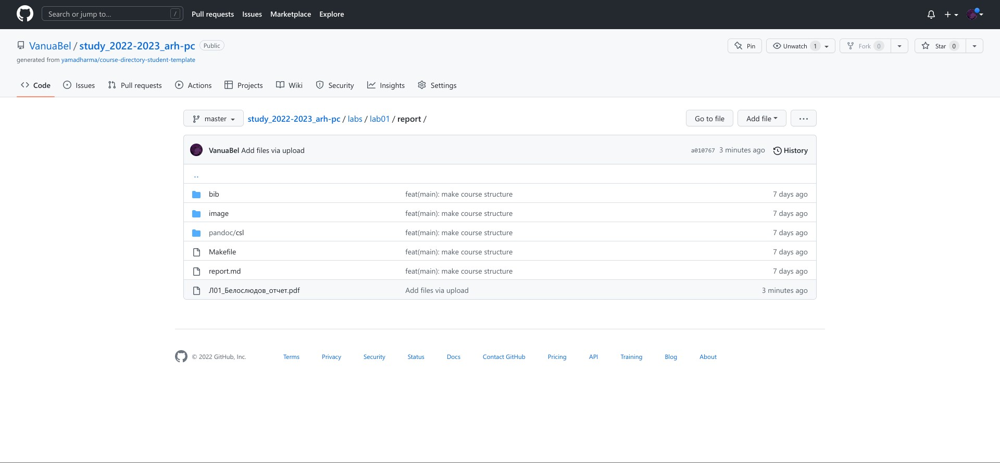 Search or jump to... / Pull requests Issues Marketplace Explore
VanuaBel / study_2022-2023_arh-pc Public Pin Unwatch 1 Fork 0 Star 0
generated from yamadharma/course-directory-student-template
Code Issues Pull requests Actions Projects Wiki Security Insights Settings
master study_2022-2023_arh-pc / labs / lab01 / report / Go to file Add file ...
VanuaBel Add files via upload a010767 3 minutes ago History
..
bib feat(main): make course structure 7 days ago
image feat(main): make course structure 7 days ago
pandoc/csl feat(main): make course structure 7 days ago
Makefile feat(main): make course structure 7 days ago
report.md feat(main): make course structure 7 days ago
Л01_Белослюдов_отчет.pdf Add files via upload 3 minutes ago
© 2022 GitHub, Inc. Terms Privacy Security Status Docs Contact GitHub Pricing API Training Blog About